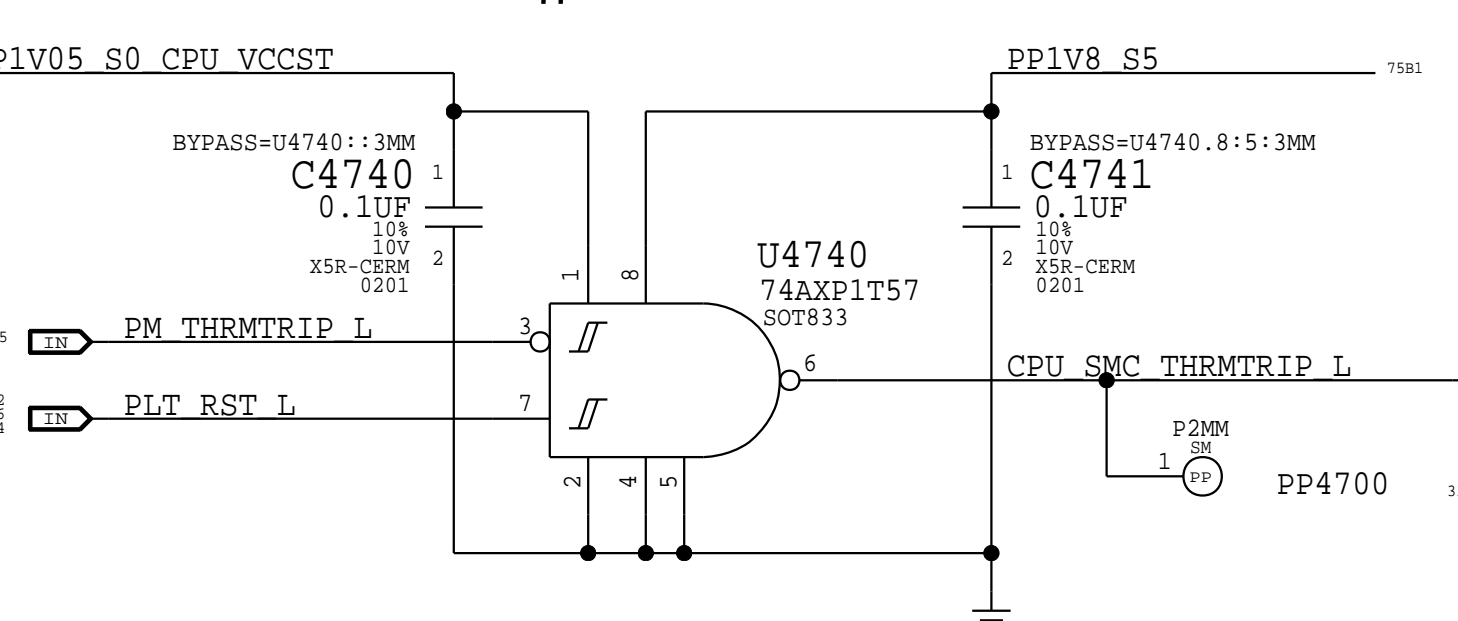 P1V05_S0_CPU_VCCST
PP1V8_S5
75B1
BYPASS=U4740::3MM
C4740
1
0.1UF
10%
10V
2
X5R-CERM
0201
BYPASS=U4740.8:5:3MM
1
C4741
0.1UF
10%
10V
2
X5R-CERM
0201
1
8
U4740
74AXP1T57
SOT833
5
IN
PM_THRMTRIP_L
3
6
CPU_SMC_THRMTRIP_L
IN
PLT_RST_L
7
2
4
5
P2MM
SM
1
PP
PP4700